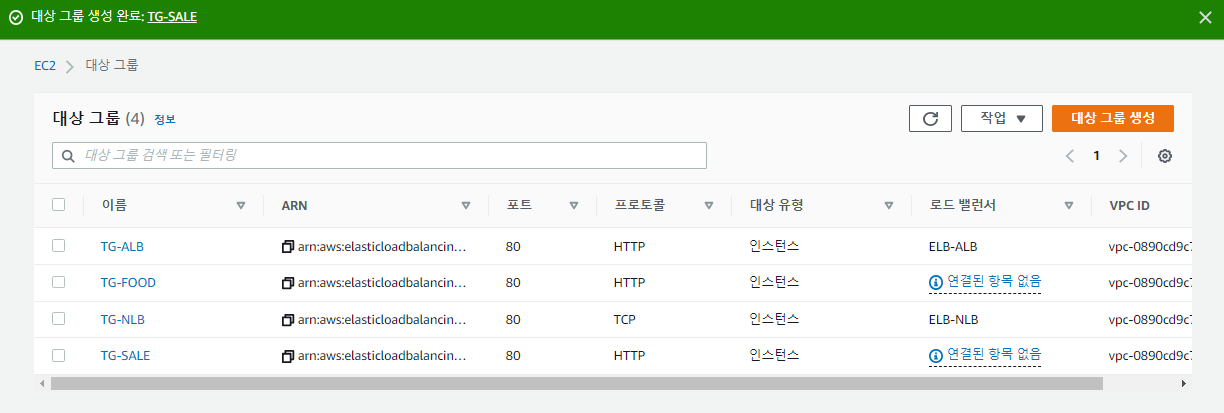 대상 그룹 생성 완료: TG-SALE
EC2 > 대상 그룹
대상 그룹 (4) 정보
작업
대상 그룹 생성
대상 그룹 검색 또는 필터링
1
이름 ARN 포트 프로토콜 대상 유형 로드 밸런서 VPC ID
TG-ALB arn:aws:elasticloadbalancin... 80 HTTP 인스턴스 ELB-ALB vpc-0890cd9c7
TG-FOOD arn:aws:elasticloadbalancin... 80 HTTP 인스턴스 연결된 항목 없음 vpc-0890cd9c7
TG-NLB arn:aws:elasticloadbalancin... 80 TCP 인스턴스 ELB-NLB vpc-0890cd9c7
TG-SALE arn:aws:elasticloadbalancin... 80 HTTP 인스턴스 연결된 항목 없음 vpc-0890cd9c7